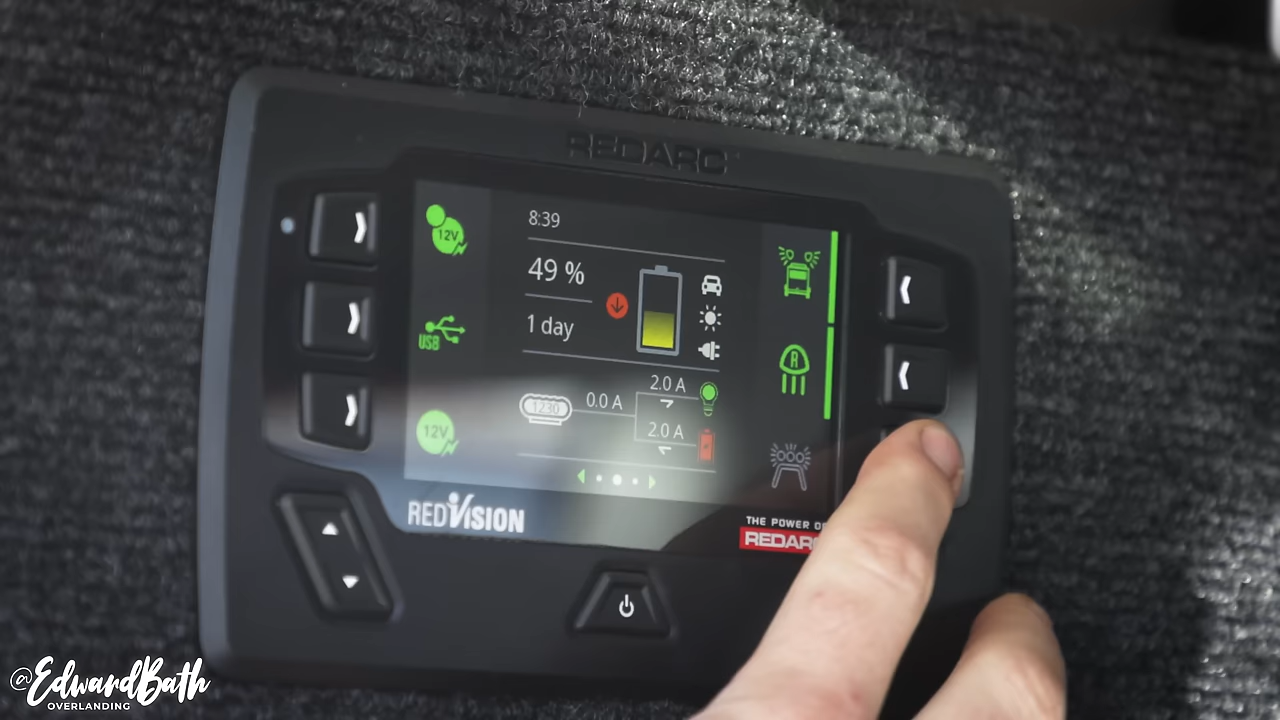 REDARC
12V
8:39
49 %
1 day
USB
2.0 A
0.0 A
1230
2.0 A
12V
R
REDVISION
THE POWER OF
REDARC
@EdwardBath
OVERLANDING